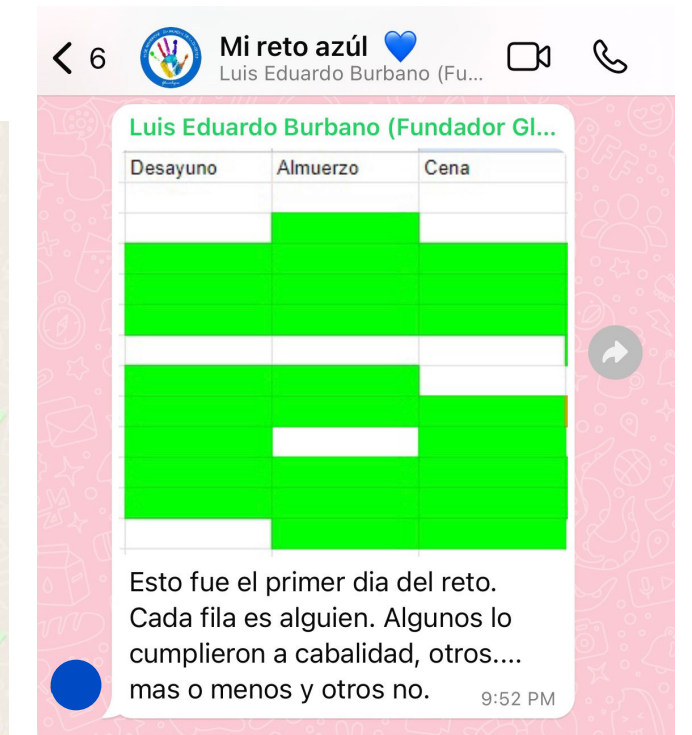 6
Mi reto azúl 💙
Luis Eduardo Burbano (Fu...
Luis Eduardo Burbano (Fundador Gl...
Desayuno Almuerzo Cena
Esto fue el primer dia del reto.
Cada fila es alguien. Algunos lo
cumplieron a cabalidad, otros....
mas o menos y otros no.
9:52 PM